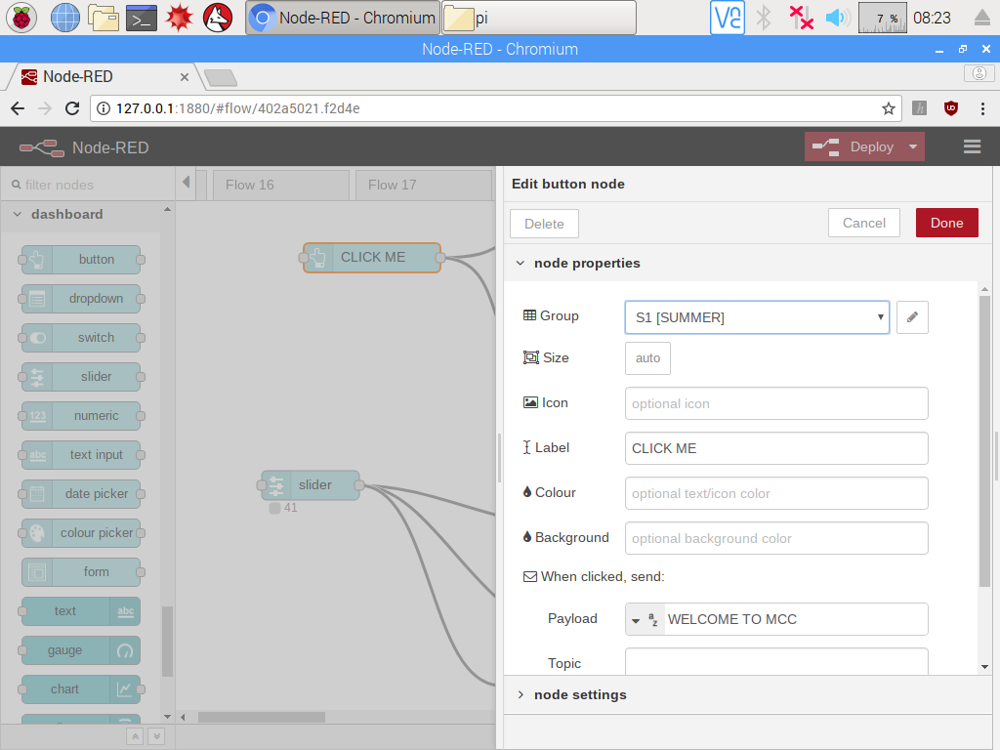 Node-RED - Chromium
pi
7 %
08:23
Node-RED - Chromium
Node-RED
127.0.0.1:1880/#flow/402a5021.f2d4e
Node-RED
Deploy
filter nodes
Flow 16
Flow 17
dashboard
button
dropdown
switch
slider
123 numeric
abc text input
date picker
colour picker
form
text abc
gauge
chart
CLICK ME
slider
41
Edit button node
Delete
Cancel
Done
node properties
Group
S1 [SUMMER]
Size
auto
Icon
optional icon
Label
CLICK ME
Colour
optional text/icon color
Background
optional background color
When clicked, send:
Payload
a z WELCOME TO MCC
Topic
node settings